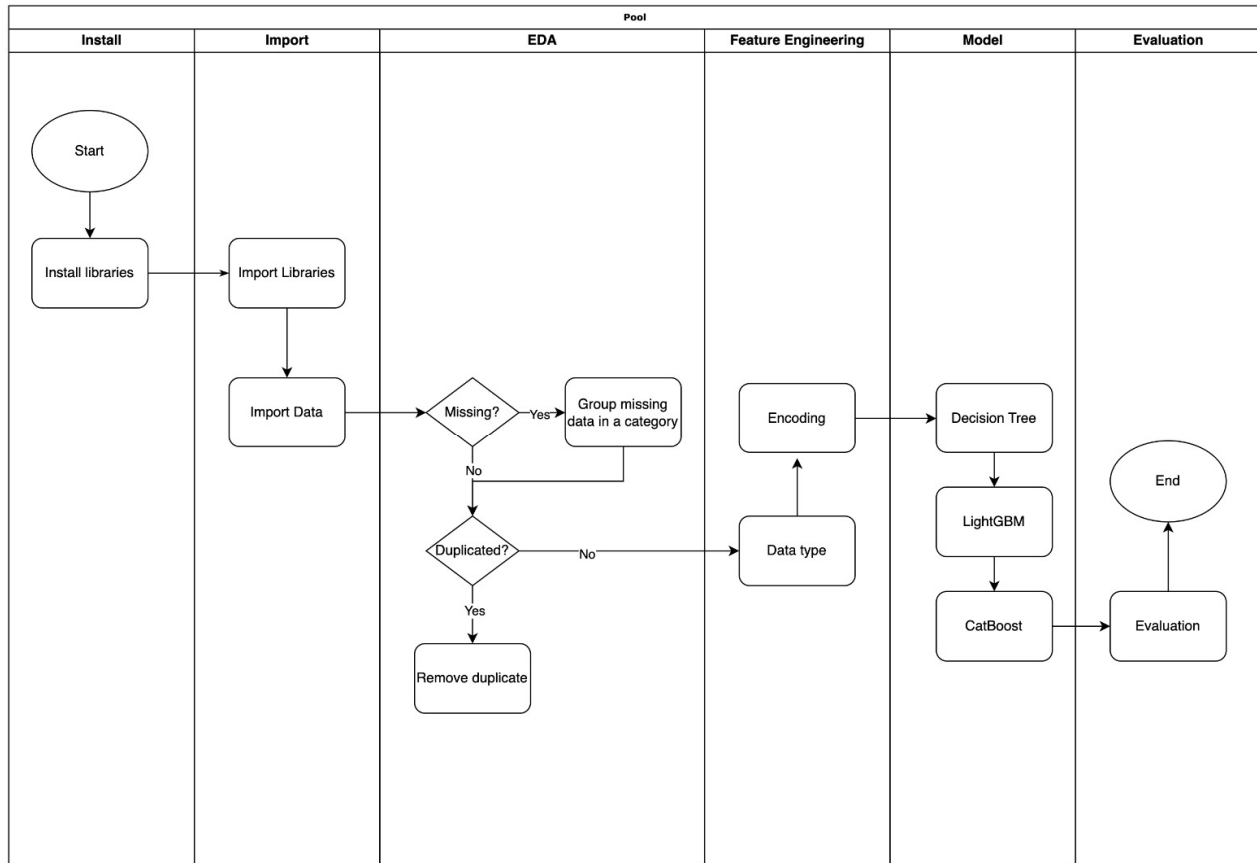 Pool
Install
Import
EDA
Feature Engineering
Model
Evaluation
Start
Install libraries
Import Libraries
Import Data
Missing?
Yes
Group missing
data in a category
No
Duplicated?
No
Yes
Remove duplicate
Encoding
Data type
Decision Tree
LightGBM
CatBoost
End
Evaluation